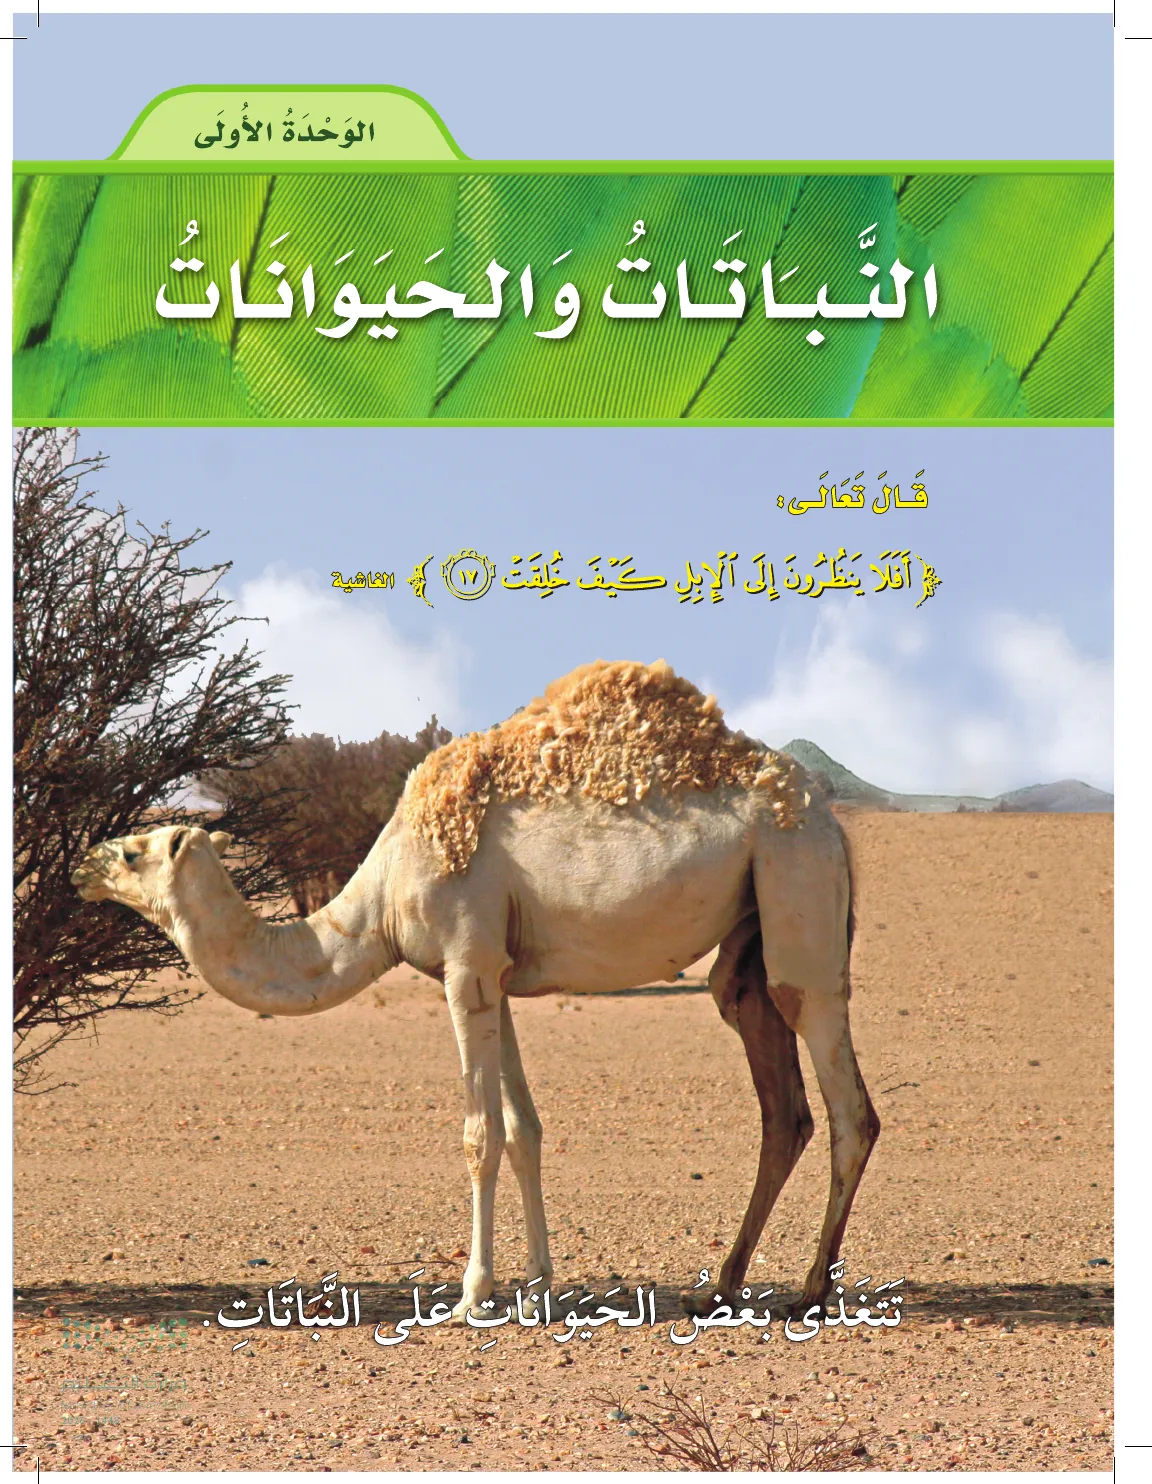 الوَحْدَةُ الأُولَى
النَّبَاتَاتُ وَالحَيَوَانَاتُ
قَالَ تَعَالَى:
﴿ أَفَلَا يَنظُرُونَ إِلَى ٱلْإِبِلِ كَيْفَ خُلِقَتْ ١٧ ﴾ الغاشية
تَتَغَذَّى بَعْضُ الحَيَوَانَاتِ عَلَى النَّبَاتَاتِ.